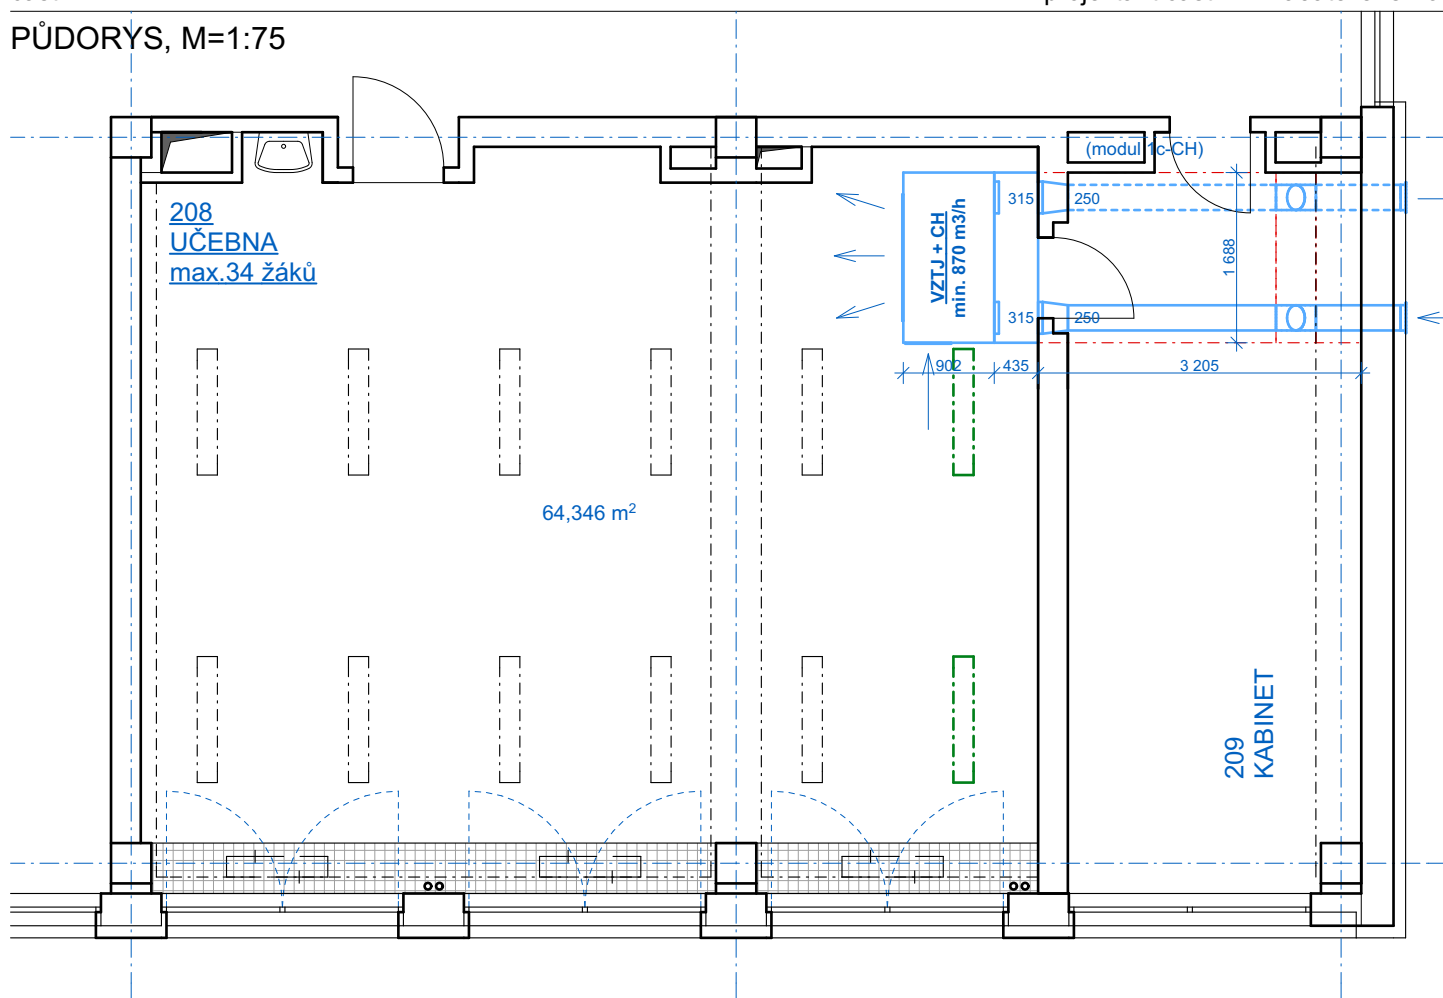 PŮDORYS, M=1:75
(modul 1c-CH)
208
UČEBNA
max.34 žáků
VZTJ + CH
min. 870 m3/h
315
250
1 688
315
250
902
435
3 205
64,346 m²
209
KABINET